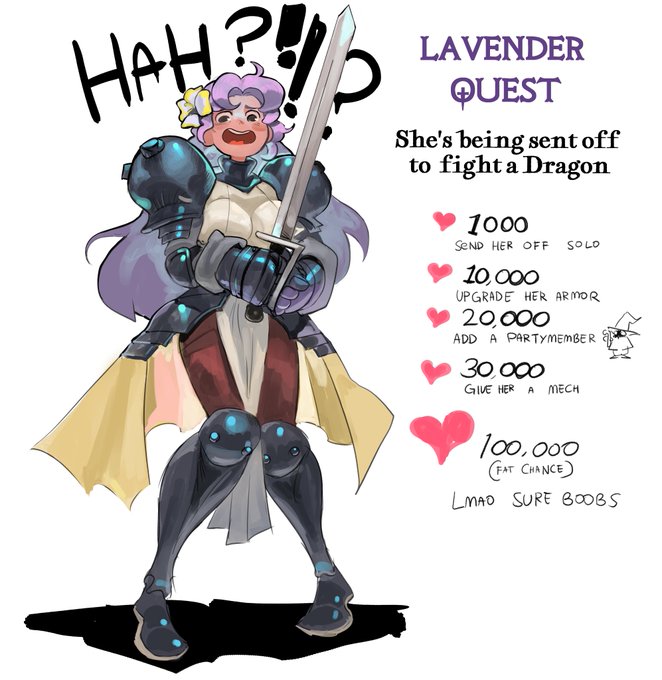 HAH?!!?
LAVENDER
QUEST
She's being sent off
to fight a Dragon
1000
SEND HER OFF SOLO
10,000
UPGRADE HER ARMOR
20,000
ADD A PARTYMEMBER
30,000
GIVE HER A MECH
100,000
(FAT CHANCE)
LMAO SURE BOOBS